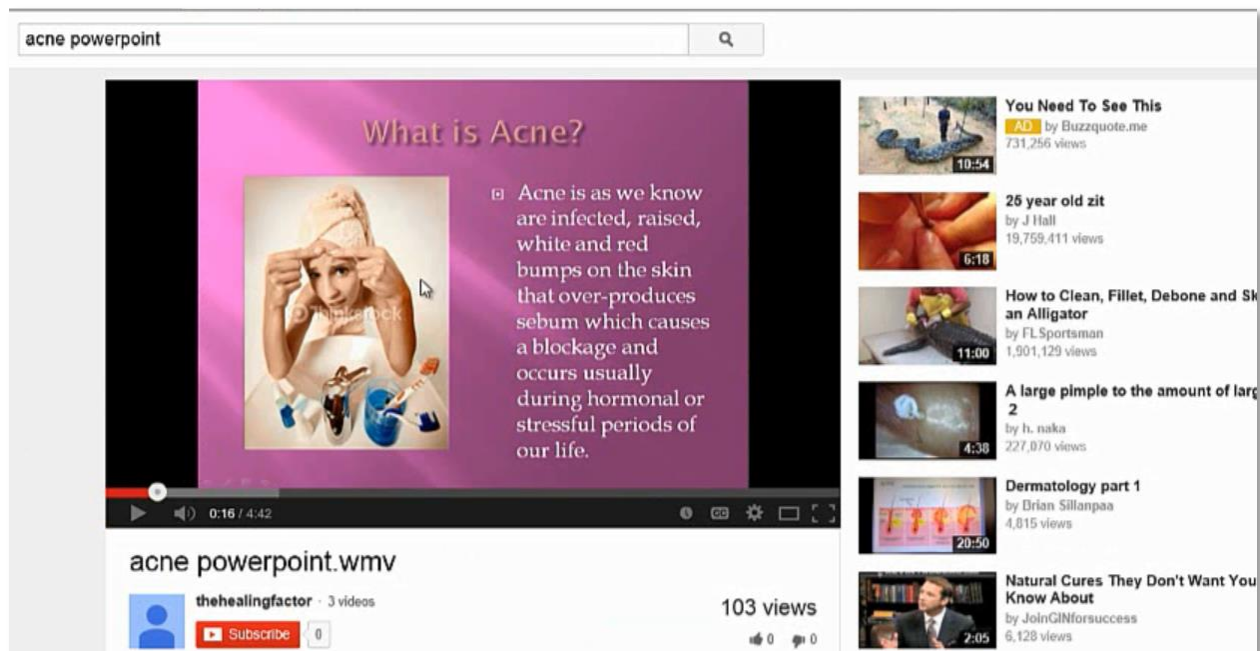 acne powerpoint
What is Acne?
Acne is as we know
are infected, raised,
white and red
bumps on the skin
that over-produces
sebum which causes
a blockage and
occurs usually
during hormonal or
stressful periods of
our life.
Thinkstock
0:16 / 4:42
CC
acne powerpoint.wmv
thehealingfactor · 3 videos
Subscribe 0
103 views
0 0
You Need To See This
AD by Buzzquote.me
731,256 views
10:54
25 year old zit
by J Hall
19,759,411 views
6:18
How to Clean, Fillet, Debone and Sk
an Alligator
by FLSportsman
1,901,129 views
11:00
A large pimple to the amount of larg
2
by h. naka
227,070 views
4:38
Dermatology part 1
by Brian Sillanpaa
4,815 views
20:50
Natural Cures They Don't Want You
Know About
by JoinGINforsuccess
6,128 views
2:05